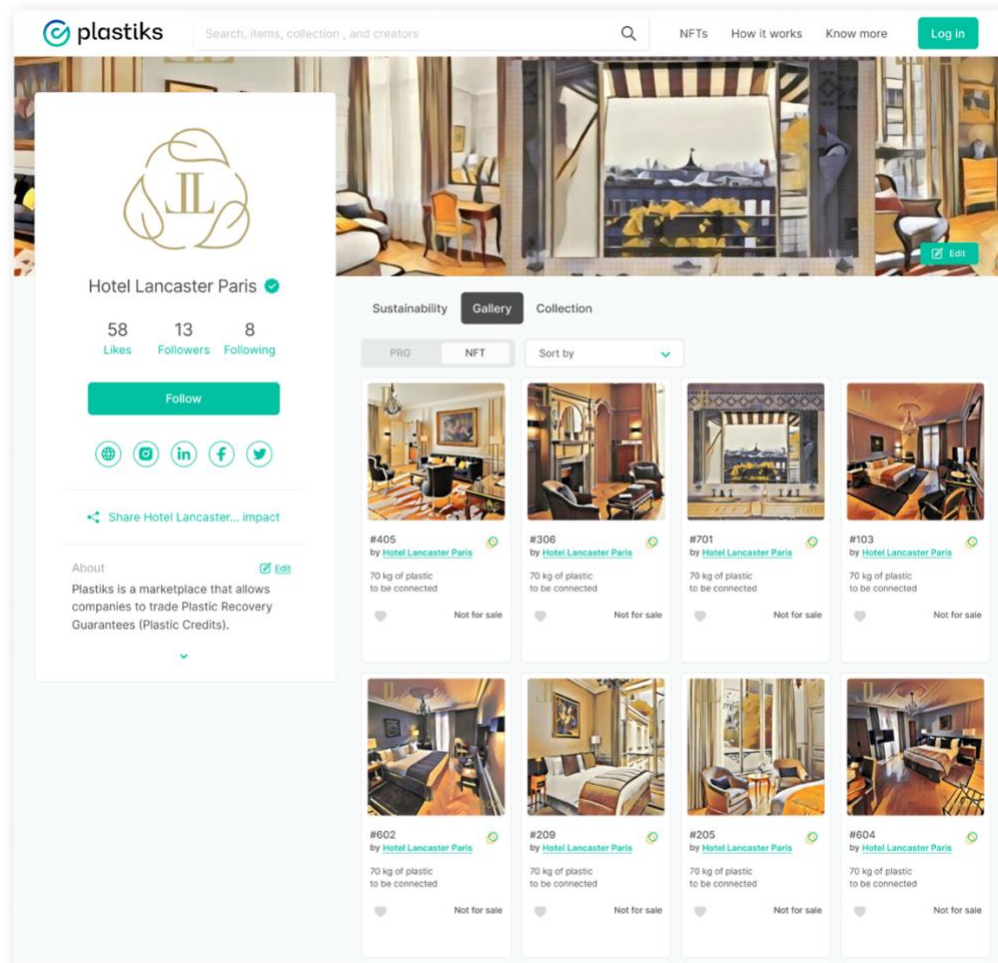 plastiks
Search, items, collection , and creators
NFTs
How it works
Know more
Log in
Edit
Hotel Lancaster Paris
58
13
8
Likes
Followers
Following
Follow
Share Hotel Lancaster... impact
About
Edit
Plastiks is a marketplace that allows
companies to trade Plastic Recovery
Guarantees (Plastic Credits).
Sustainability
Gallery
Collection
PRG
NFT
Sort by
#405
by Hotel Lancaster Paris
70 kg of plastic
to be connected
Not for sale
#306
by Hotel Lancaster Paris
70 kg of plastic
to be connected
Not for sale
#701
by Hotel Lancaster Paris
70 kg of plastic
to be connected
Not for sale
#103
by Hotel Lancaster Paris
70 kg of plastic
to be connected
Not for sale
#602
by Hotel Lancaster Paris
70 kg of plastic
to be connected
Not for sale
#209
by Hotel Lancaster Paris
70 kg of plastic
to be connected
Not for sale
#205
by Hotel Lancaster Paris
70 kg of plastic
to be connected
Not for sale
#604
by Hotel Lancaster Paris
70 kg of plastic
to be connected
Not for sale